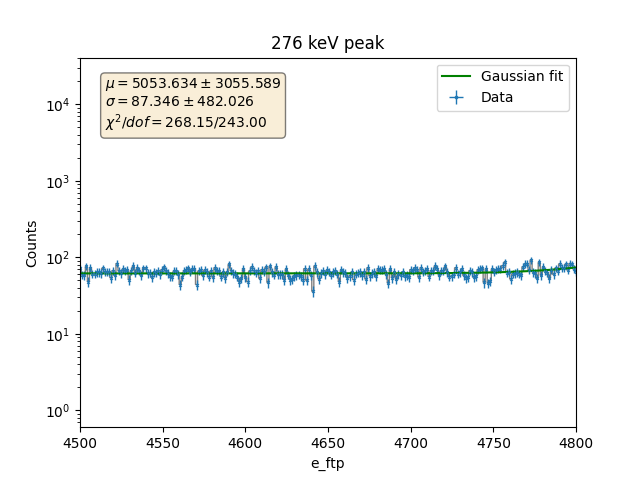 276 keV peak
μ = 5053.634 ± 3055.589
σ = 87.346 ± 482.026
χ²/dof = 268.15/243.00
Gaussian fit
Data
Counts
10⁴
10³
10²
10¹
10⁰
4500 4550 4600 4650 4700 4750 4800
e_ftp